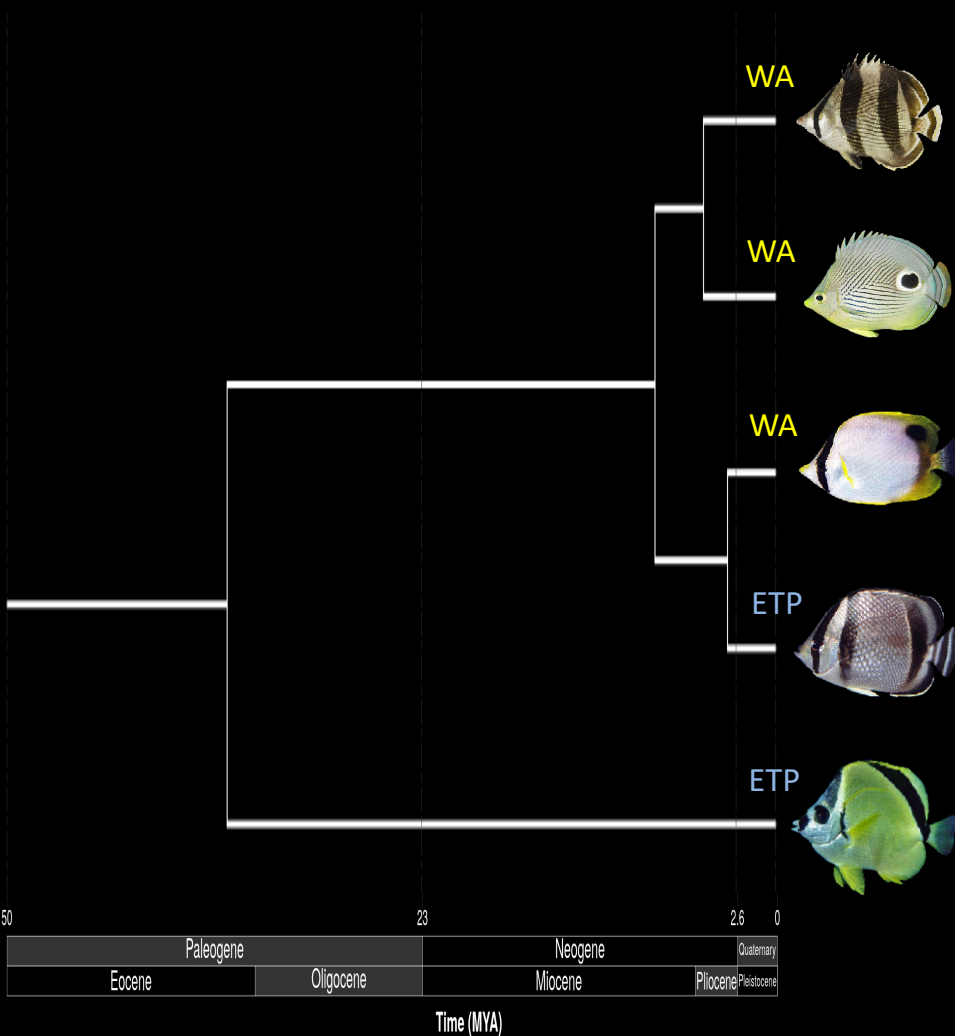 WA
WA
WA
ETP
ETP
50 23 2.6 0
Paleogene Neogene Quaternary
Eocene Oligocene Miocene Pliocene Pleistocene
Time (MYA)